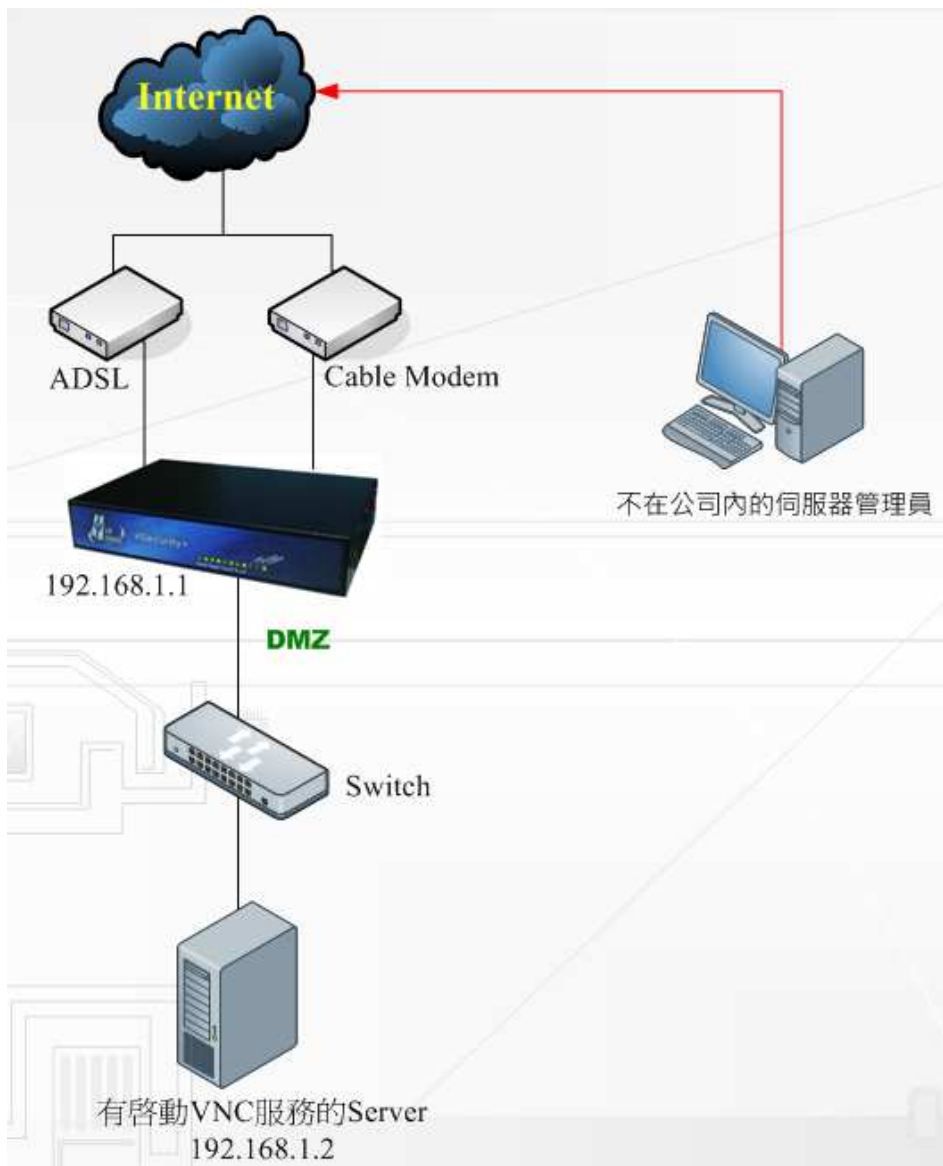 Internet
ADSL
Cable Modem
不在公司內的伺服器管理員
192.168.1.1
DMZ
Switch
有啓動VNC服務的Server
192.168.1.2